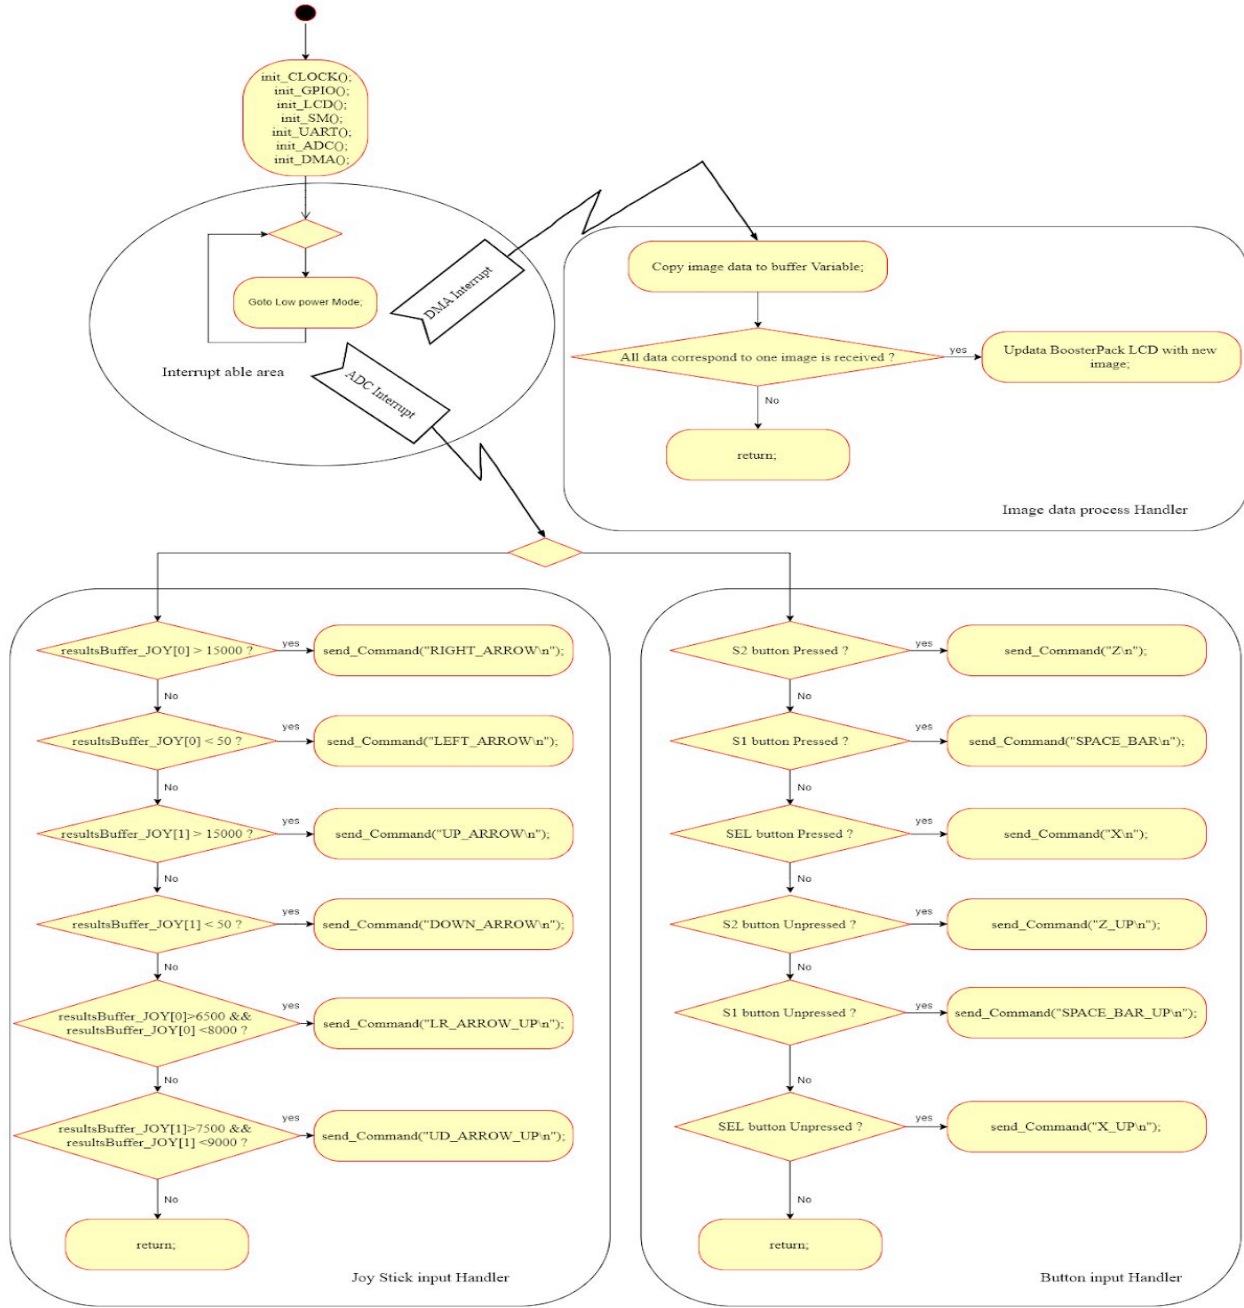 init_CLOCK();
init_GPIO();
init_LCD();
init_SM();
init_UART();
init_ADC();
init_DMA();
Goto Low power Mode;
Interrupt able area
DMA Interrupt
ADC Interrupt
Copy image data to buffer Variable;
All data correspond to one image is received ?
yes
Updata BoosterPack LCD with new
image;
No
return;
Image data process Handler
resultsBuffer_JOY[0] > 15000 ?
yes
send_Command("RIGHT_ARROW\n");
No
resultsBuffer_JOY[0] < 50 ?
yes
send_Command("LEFT_ARROW\n");
No
resultsBuffer_JOY[1] > 15000 ?
yes
send_Command("UP_ARROW\n");
No
resultsBuffer_JOY[1] < 50 ?
yes
send_Command("DOWN_ARROW\n");
No
resultsBuffer_JOY[0]>6500 &&
resultsBuffer_JOY[0] <8000 ?
yes
send_Command("LR_ARROW_UP\n");
No
resultsBuffer_JOY[1]>7500 &&
resultsBuffer_JOY[1] <9000 ?
yes
send_Command("UD_ARROW_UP\n");
No
return;
Joy Stick input Handler
S2 button Pressed ?
yes
send_Command("Z\n");
No
S1 button Pressed ?
yes
send_Command("SPACE_BAR\n");
No
SEL button Pressed ?
yes
send_Command("X\n");
No
S2 button Unpressed ?
yes
send_Command("Z_UP\n");
No
S1 button Unpressed ?
yes
send_Command("SPACE_BAR_UP\n");
No
SEL button Unpressed ?
yes
send_Command("X_UP\n");
No
return;
Button input Handler